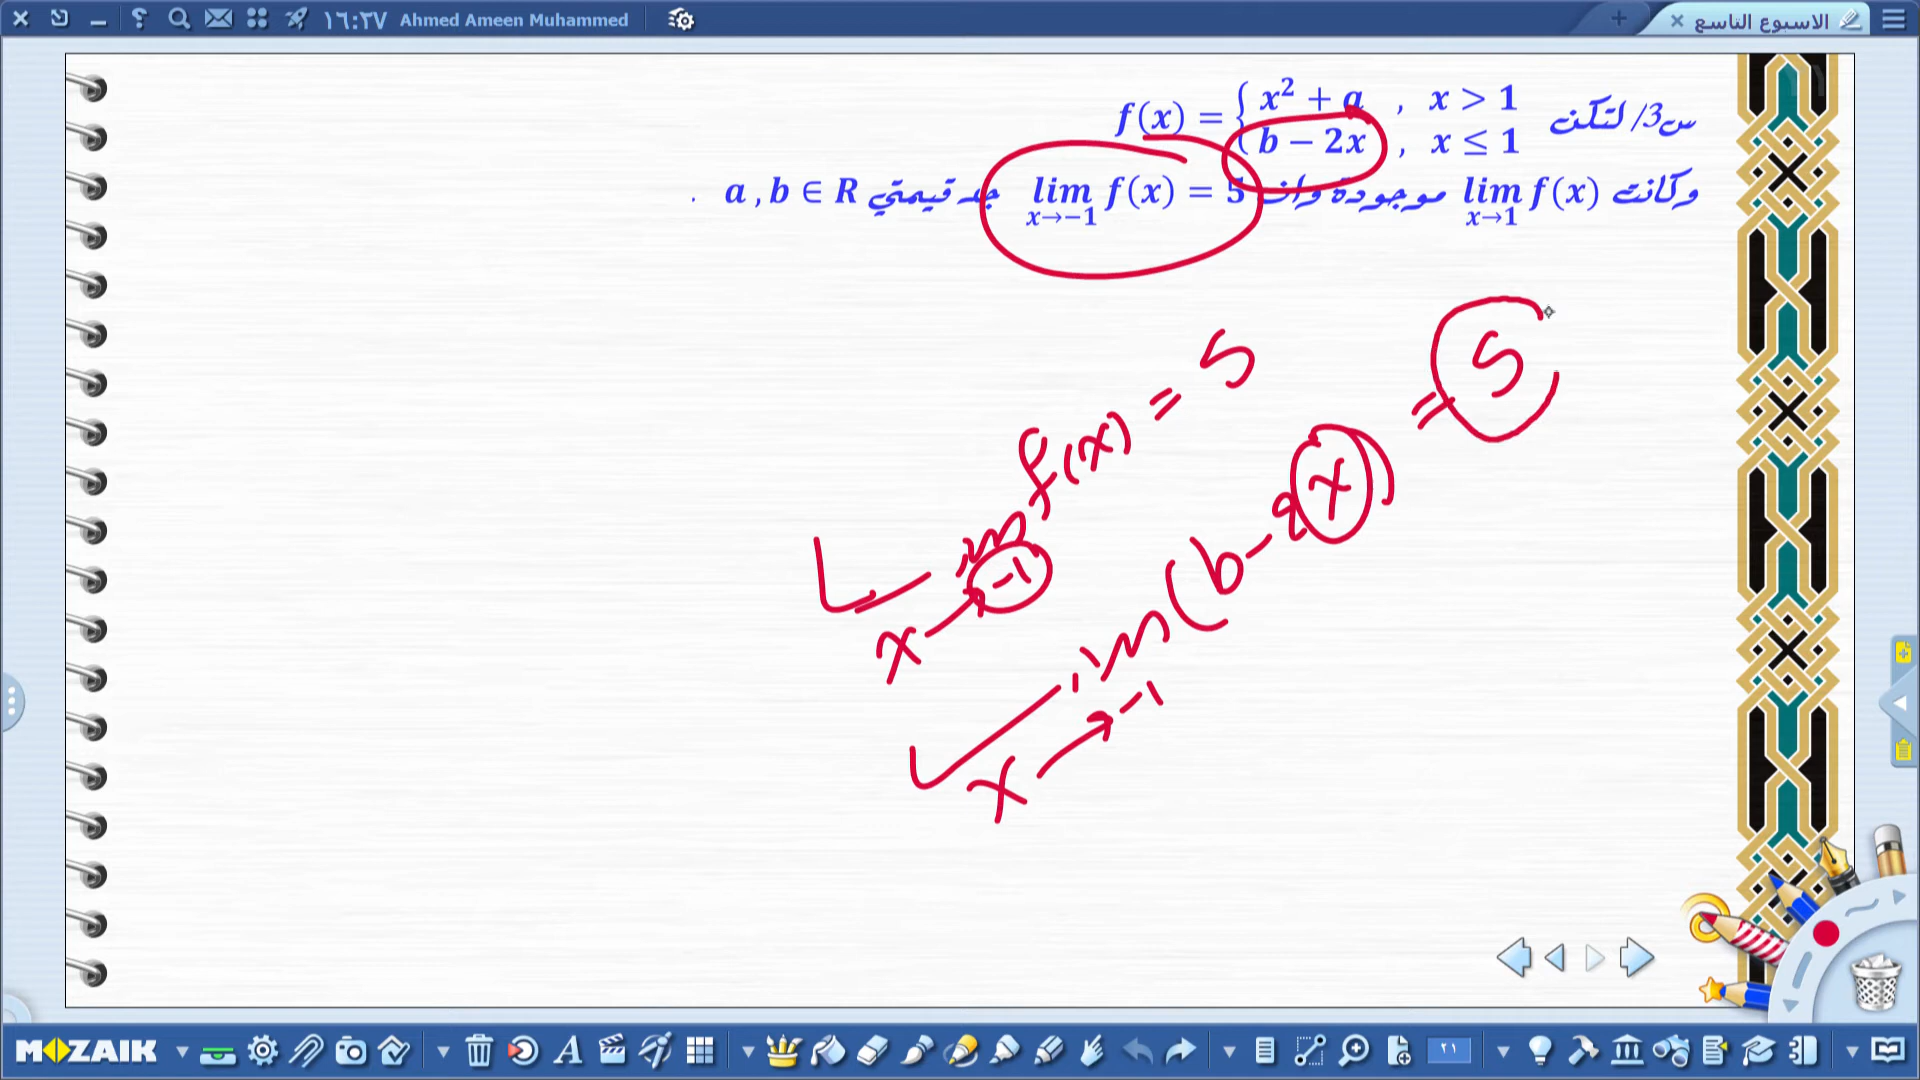 ١٦:٢٧ Ahmed Ameen Muhammed
الاسبوع التاسع
س3/ لتكن f(x) = { x² + a , x > 1
b − 2x , x ≤ 1
وكانت lim x→1 f(x) موجودة وان lim x→−1 f(x) = 5 جد قيمتي a , b ∈ R .
lim x→−1 f(x) = 5
lim x→−1 (b − 2x) = 5
MOZAIK
٢١